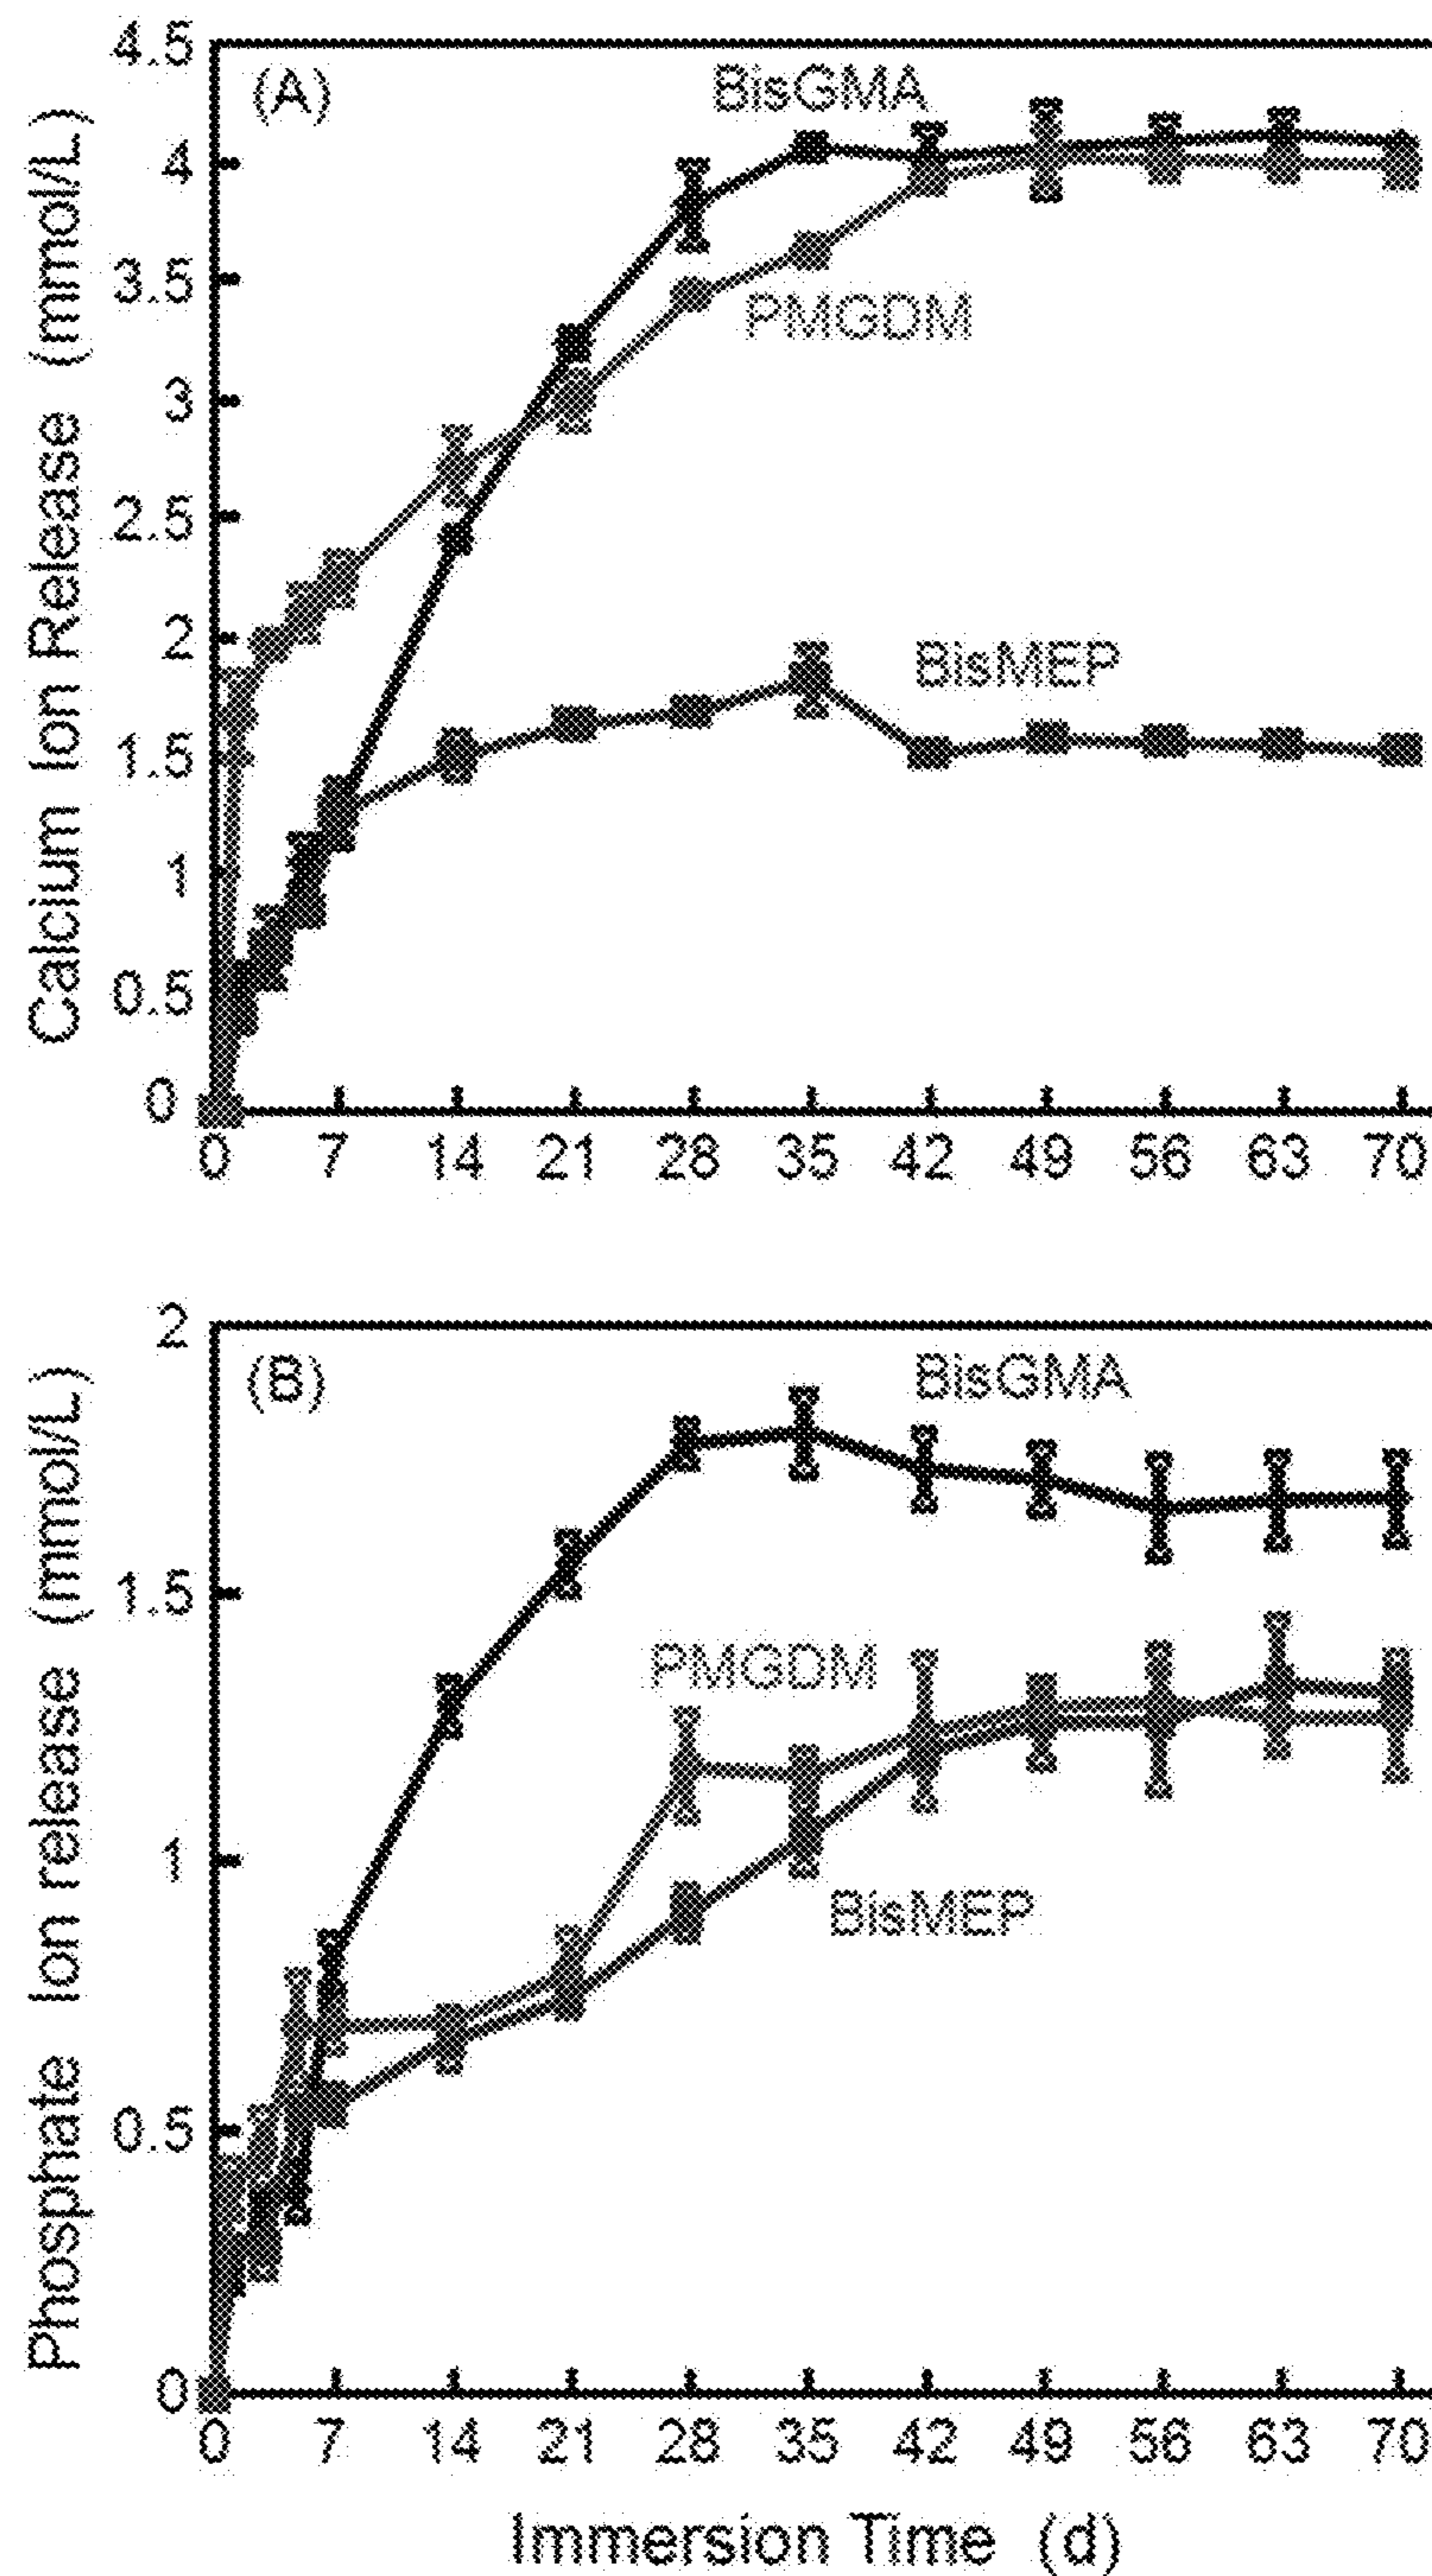 4.5
(A)
BisGMA
4
3.5
PMGDM
3
2.5
2
BisMEP
1.5
1
0.5
0
Calcium Ion Release (mmol/L)
0 7 14 21 28 35 42 49 56 63 70
2
(B)
BisGMA
1.5
PMGDM
1
BisMEP
0.5
0
Phosphate Ion release (mmol/L)
0 7 14 21 28 35 42 49 56 63 70
Immersion Time (d)